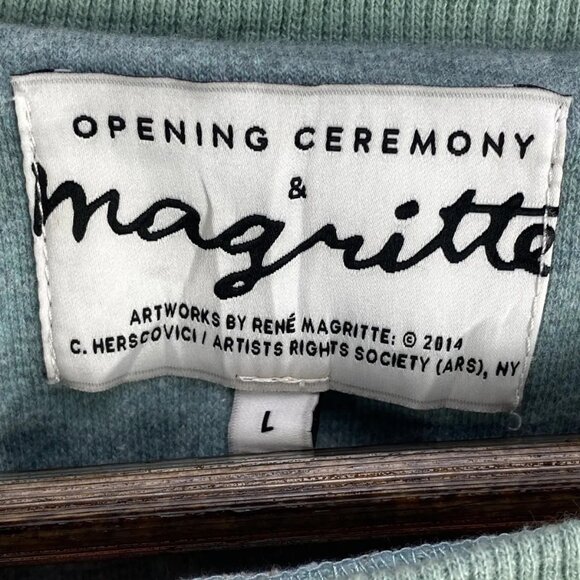 OPENING CEREMONY
&
magritte
ARTWORKS BY RENÉ MAGRITTE: © 2014
C. HERSCOVICI / ARTISTS RIGHTS SOCIETY (ARS), NY
L